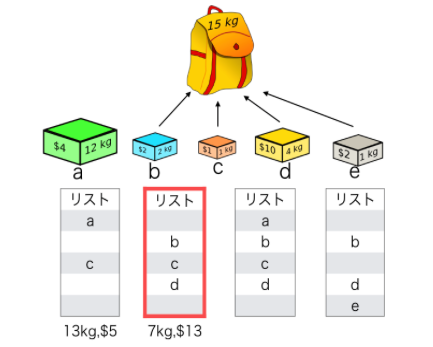 15 kg
$4 12 kg
$2 2 kg
$1 1 kg
$10 4 kg
$2 1 kg
a b c d e
リスト リスト リスト リスト
a a
b b b
c c c
d d d
e
13kg,$5 7kg,$13